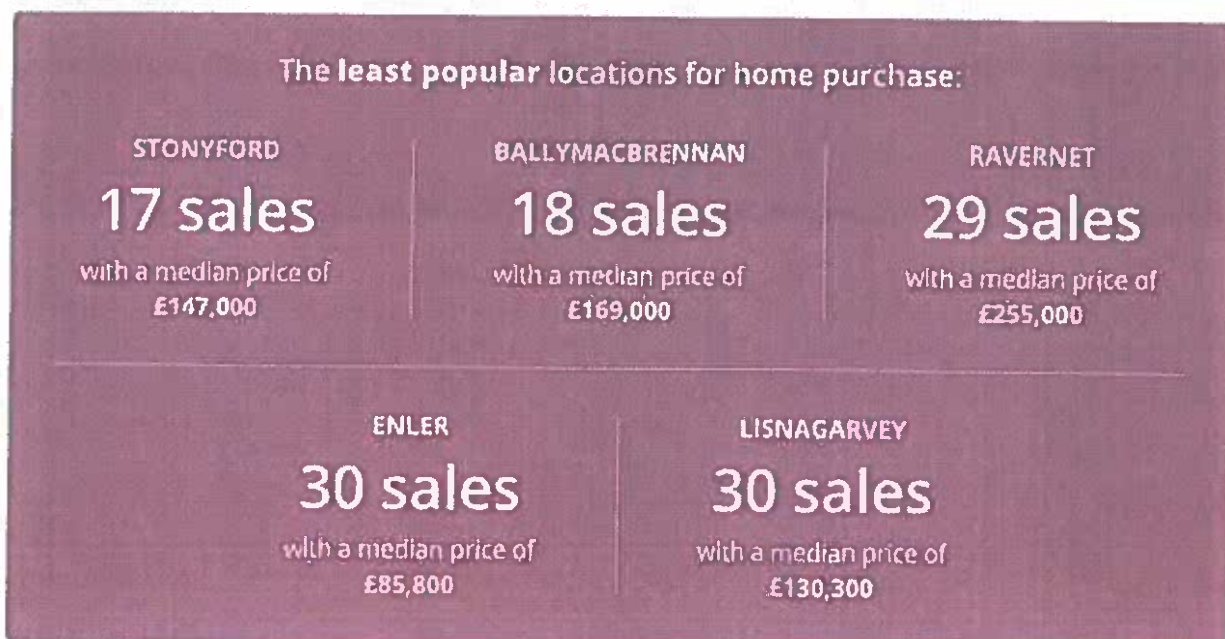 The least popular locations for home purchase:
STONYFORD
17 sales
with a median price of
£147,000
BALLYMACBRENNAN
18 sales
with a median price of
£169,000
RAVERNET
29 sales
with a median price of
£255,000
ENLER
30 sales
with a median price of
£85,800
LISNAGARVEY
30 sales
with a median price of
£130,300